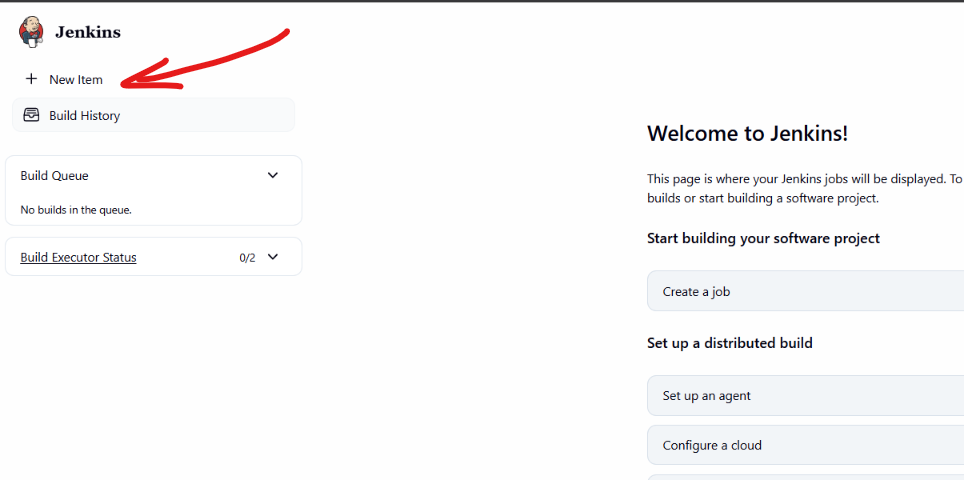 Jenkins
New Item
Build History
Build Queue
No builds in the queue.
Build Executor Status 0/2
Welcome to Jenkins!
This page is where your Jenkins jobs will be displayed. To
builds or start building a software project.
Start building your software project
Create a job
Set up a distributed build
Set up an agent
Configure a cloud